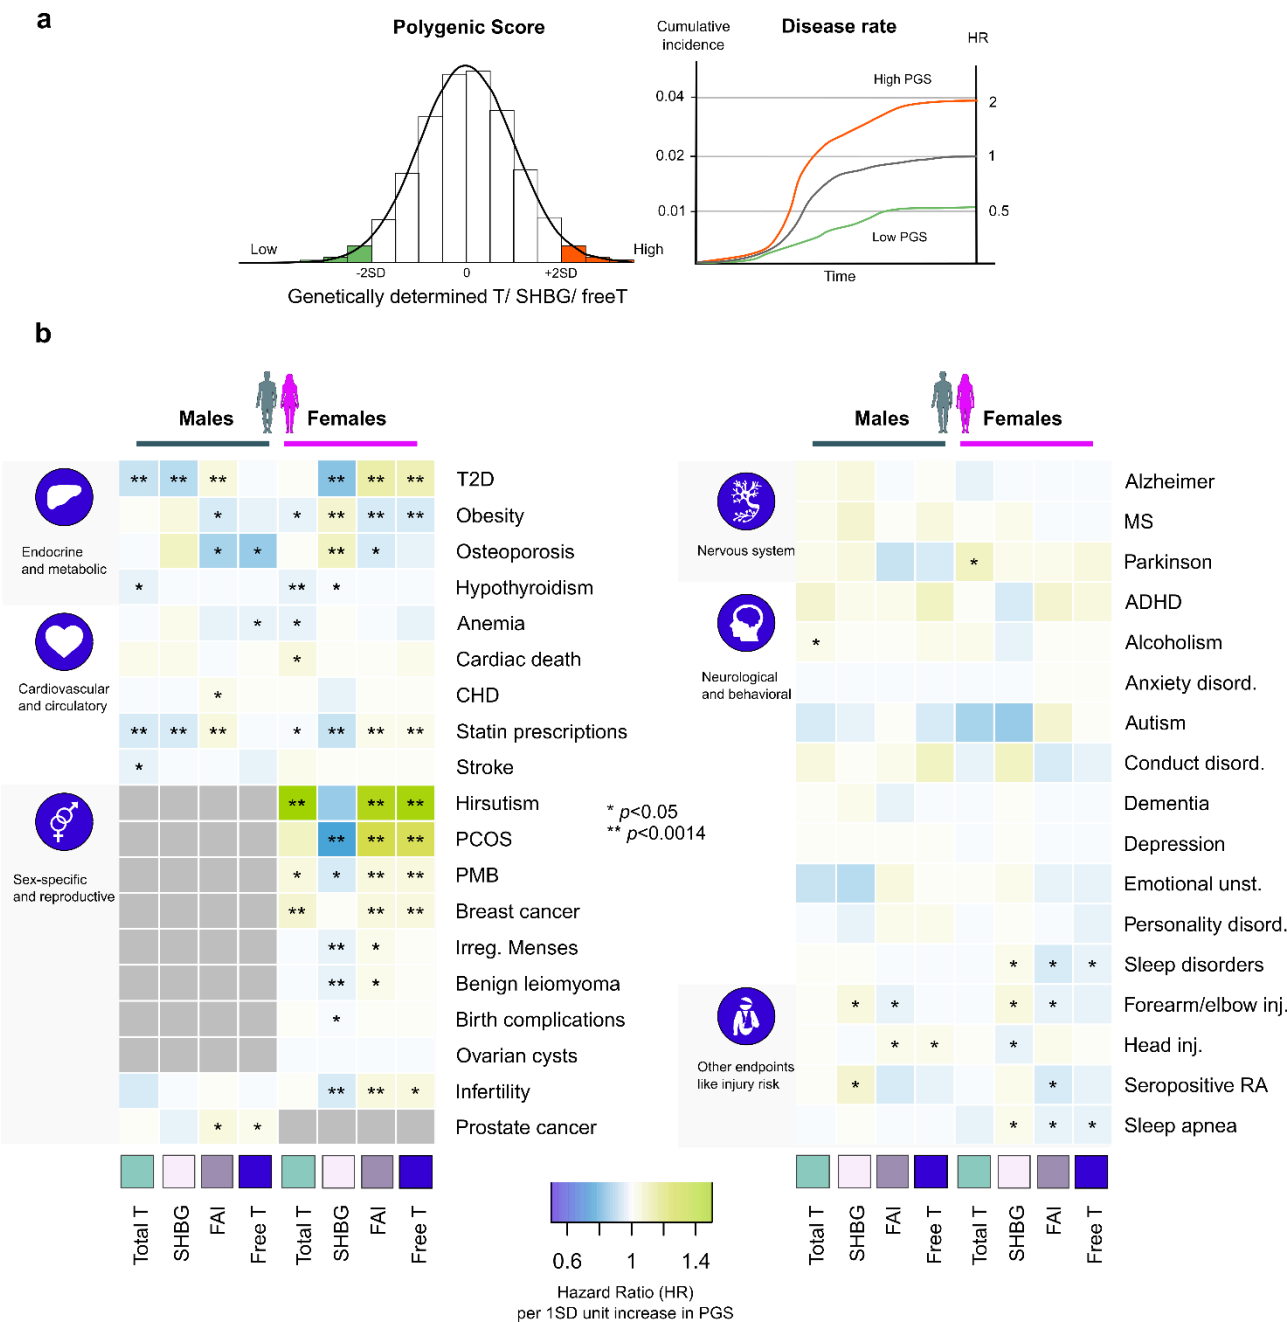 a
Polygenic Score
Low
High
-2SD
0
+2SD
Genetically determined T/ SHBG/ freeT
Cumulative
incidence
Disease rate
HR
0.04
0.02
0.01
High PGS
Low PGS
2
1
0.5
Time
b
Males
Females
Endocrine
and metabolic
** ** ** ** ** ** T2D
* * ** ** ** Obesity
* * ** * Osteoporosis
* ** * Hypothyroidism
Cardiovascular
and circulatory
* * Anemia
* Cardiac death
* CHD
** ** ** * ** ** ** Statin prescriptions
* Stroke
Sex-specific
and reproductive
** ** ** Hirsutism
** ** ** PCOS
* * ** ** PMB
** ** ** Breast cancer
** * Irreg. Menses
** * Benign leiomyoma
* Birth complications
Ovarian cysts
** ** * Infertility
* * Prostate cancer
Total T
SHBG
FAI
Free T
Total T
SHBG
FAI
Free T
* p<0.05
** p<0.0014
0.6
1
1.4
Hazard Ratio (HR)
per 1SD unit increase in PGS
Males
Females
Nervous system
Alzheimer
MS
* Parkinson
Neurological
and behavioral
ADHD
* Alcoholism
Anxiety disord.
Autism
Conduct disord.
Dementia
Depression
Emotional unst.
Personality disord.
* * * Sleep disorders
Other endpoints
like injury risk
* * * * Forearm/elbow inj.
* * * Head inj.
* * Seropositive RA
* * * Sleep apnea
Total T
SHBG
FAI
Free T
Total T
SHBG
FAI
Free T